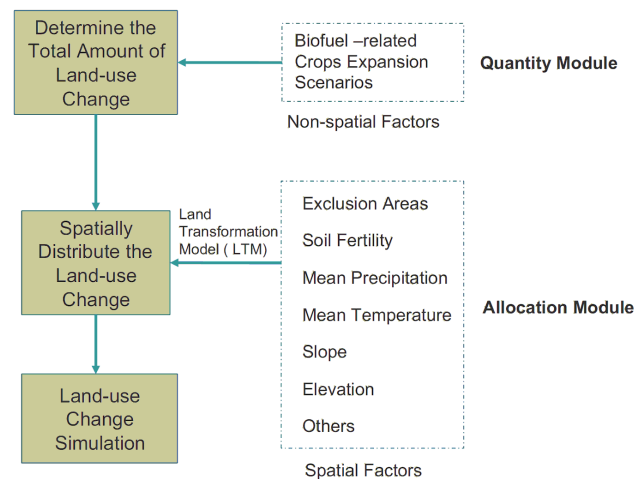 Determine the
Total Amount of
Land-use
Change
Biofuel –related
Crops Expansion
Scenarios
Quantity Module
Non-spatial Factors
Spatially
Distribute the
Land-use
Change
Land
Transformation
Model ( LTM)
Exclusion Areas
Soil Fertility
Mean Precipitation
Mean Temperature
Slope
Elevation
Others
Allocation Module
Spatial Factors
Land-use
Change
Simulation